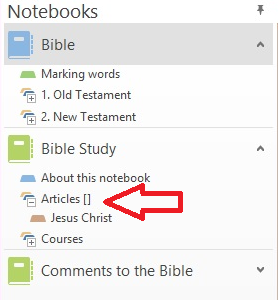 Notebooks
Bible
Marking words
1. Old Testament
2. New Testament
Bible Study
About this notebook
Articles []
Jesus Christ
Courses
Comments to the Bible